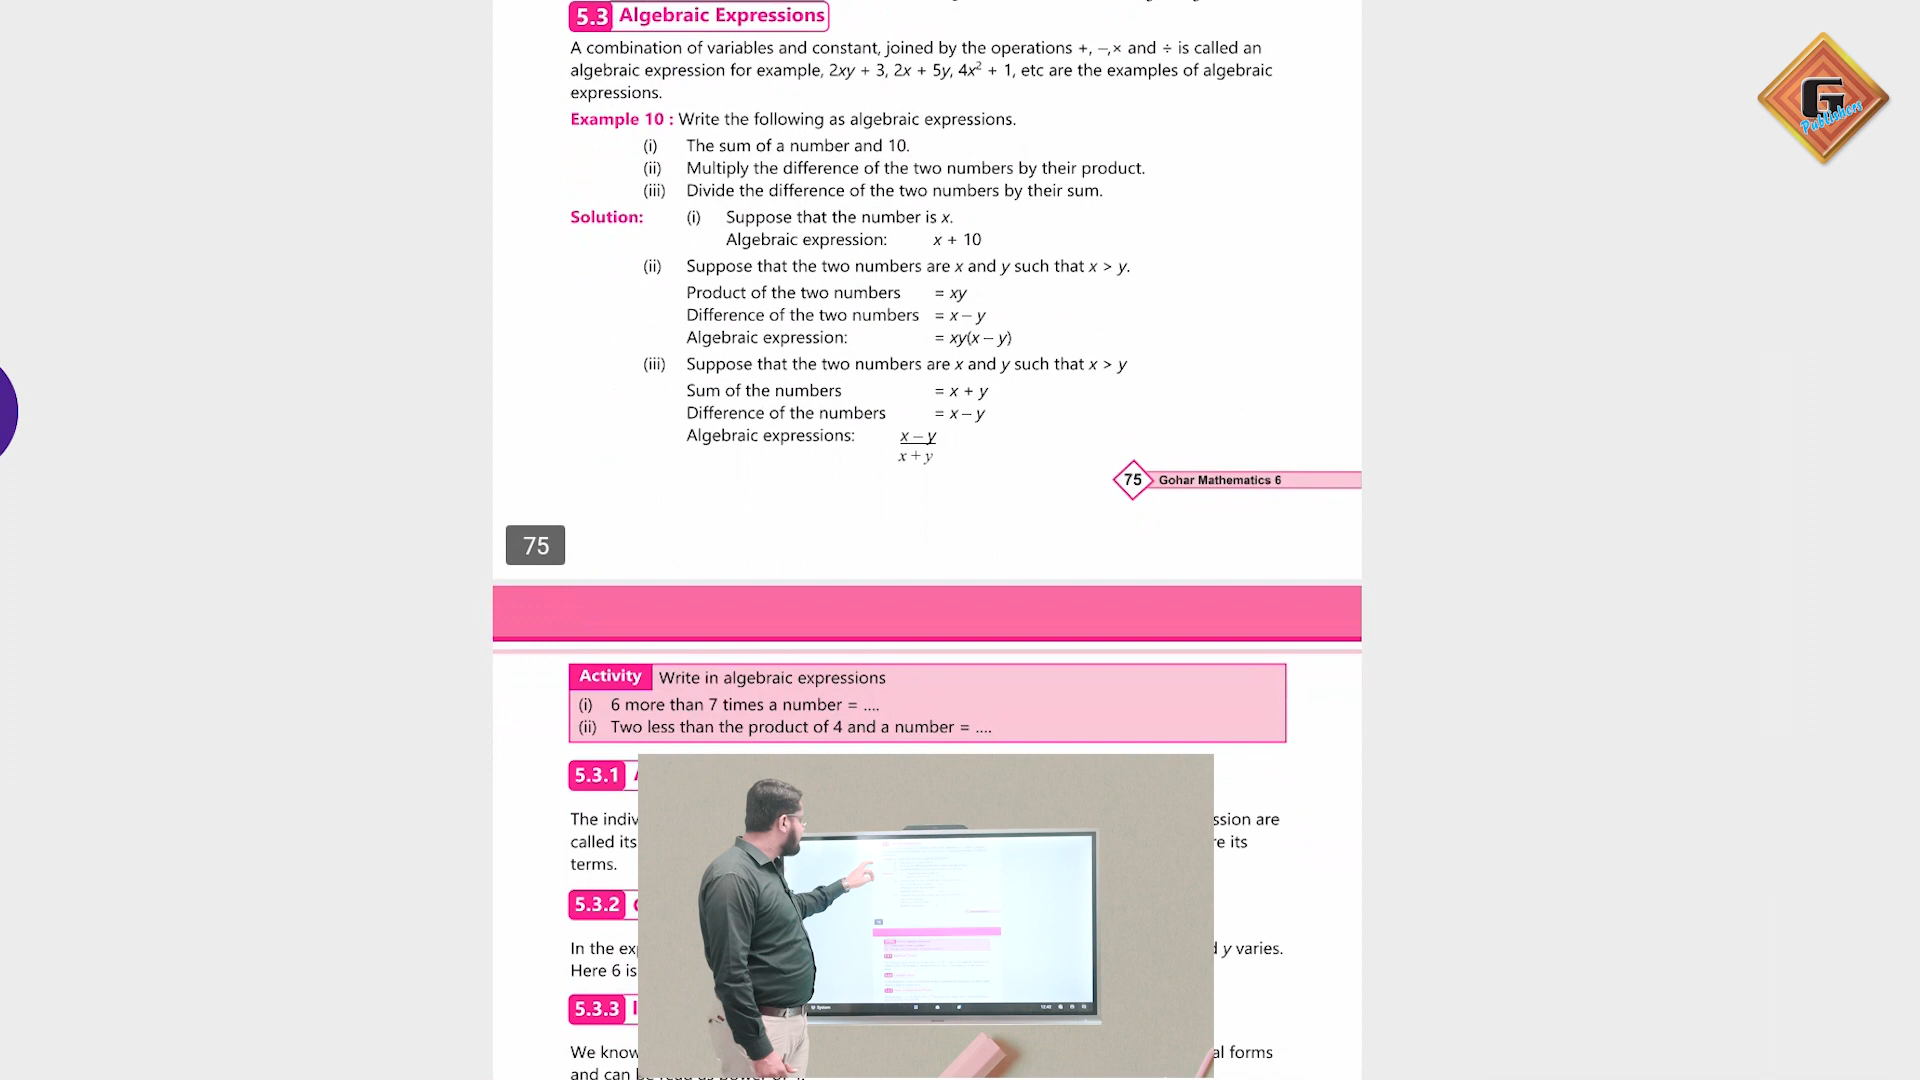 5.3 Algebraic Expressions
A combination of variables and constant, joined by the operations +, –,× and ÷ is called an
algebraic expression for example, 2xy + 3, 2x + 5y, 4x² + 1, etc are the examples of algebraic
expressions.
Example 10 : Write the following as algebraic expressions.
(i) The sum of a number and 10.
(ii) Multiply the difference of the two numbers by their product.
(iii) Divide the difference of the two numbers by their sum.
Solution: (i) Suppose that the number is x.
Algebraic expression: x + 10
(ii) Suppose that the two numbers are x and y such that x > y.
Product of the two numbers = xy
Difference of the two numbers = x – y
Algebraic expression: = xy(x – y)
(iii) Suppose that the two numbers are x and y such that x > y
Sum of the numbers = x + y
Difference of the numbers = x – y
Algebraic expressions: x – y
x + y
75 Gohar Mathematics 6
75
Activity Write in algebraic expressions
(i) 6 more than 7 times a number = ....
(ii) Two less than the product of 4 and a number = ....
5.3.1
The indiv ssion are
called its e its
terms.
5.3.2
In the exp y varies.
Here 6 is
5.3.3
We know al forms
and can
G
Publishers